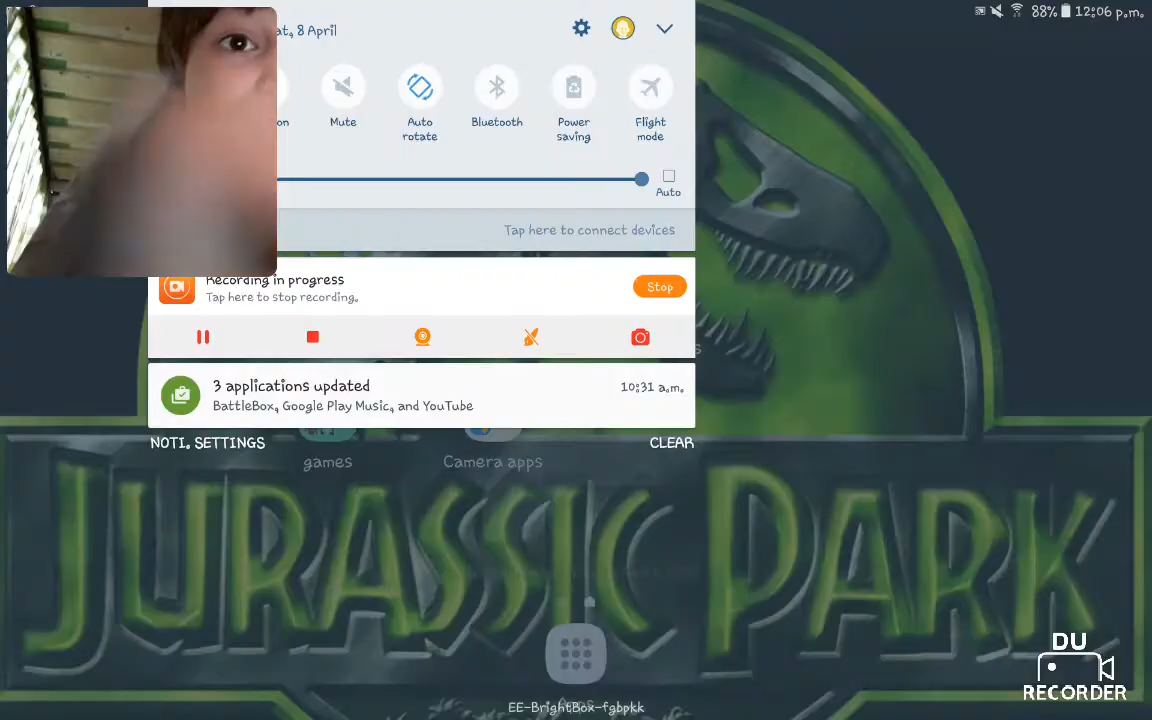 at, 8 April
88% 12:06 p.m.
on
Mute
Auto
rotate
Bluetooth
Power
saving
Flight
mode
Auto
Tap here to connect devices
Recording in progress
Tap here to stop recording.
Stop
3 applications updated
10:31 a.m.
BattleBox, Google Play Music, and YouTube
NOTI. SETTINGS
CLEAR
games
Camera apps
JURASSIC PARK
DU
RECORDER
EE-BrightBox-fgbpkk